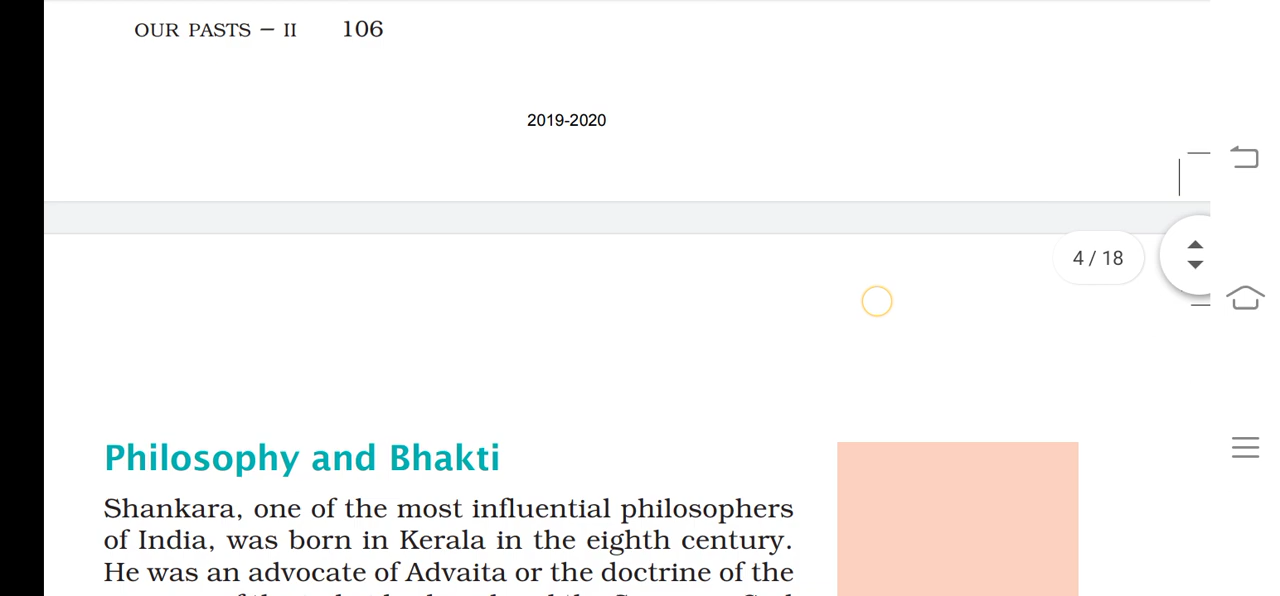 OUR PASTS – II 106
2019-2020
4 / 18
Philosophy and Bhakti
Shankara, one of the most influential philosophers
of India, was born in Kerala in the eighth century.
He was an advocate of Advaita or the doctrine of the